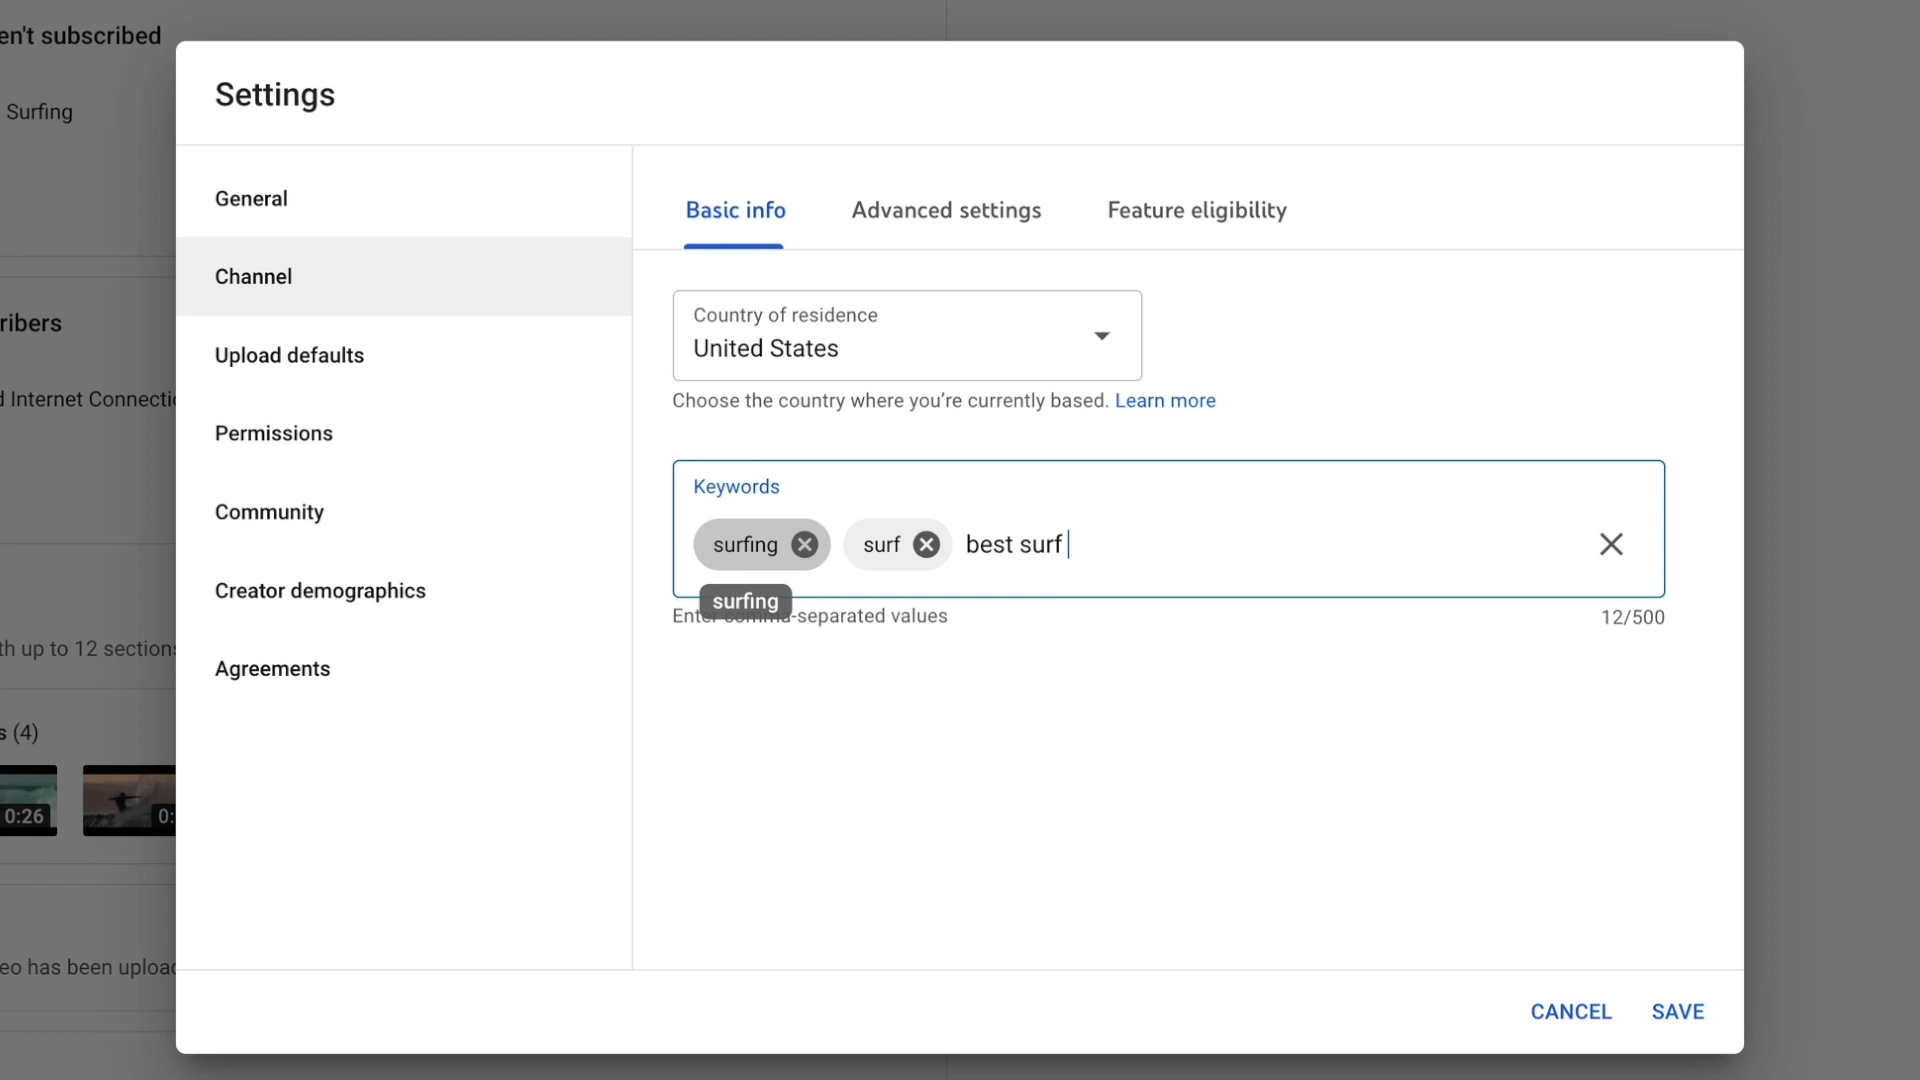 en't subscribed
Surfing
ribers
d Internet Connectio
th up to 12 sections
s (4)
0:26
0:
eo has been upload
Settings
General
Channel
Upload defaults
Permissions
Community
Creator demographics
Agreements
Basic info
Advanced settings
Feature eligibility
Country of residence
United States
Choose the country where you're currently based. Learn more
Keywords
surfing
surf
best surf
surfing
Enter comma-separated values
12/500
CANCEL
SAVE